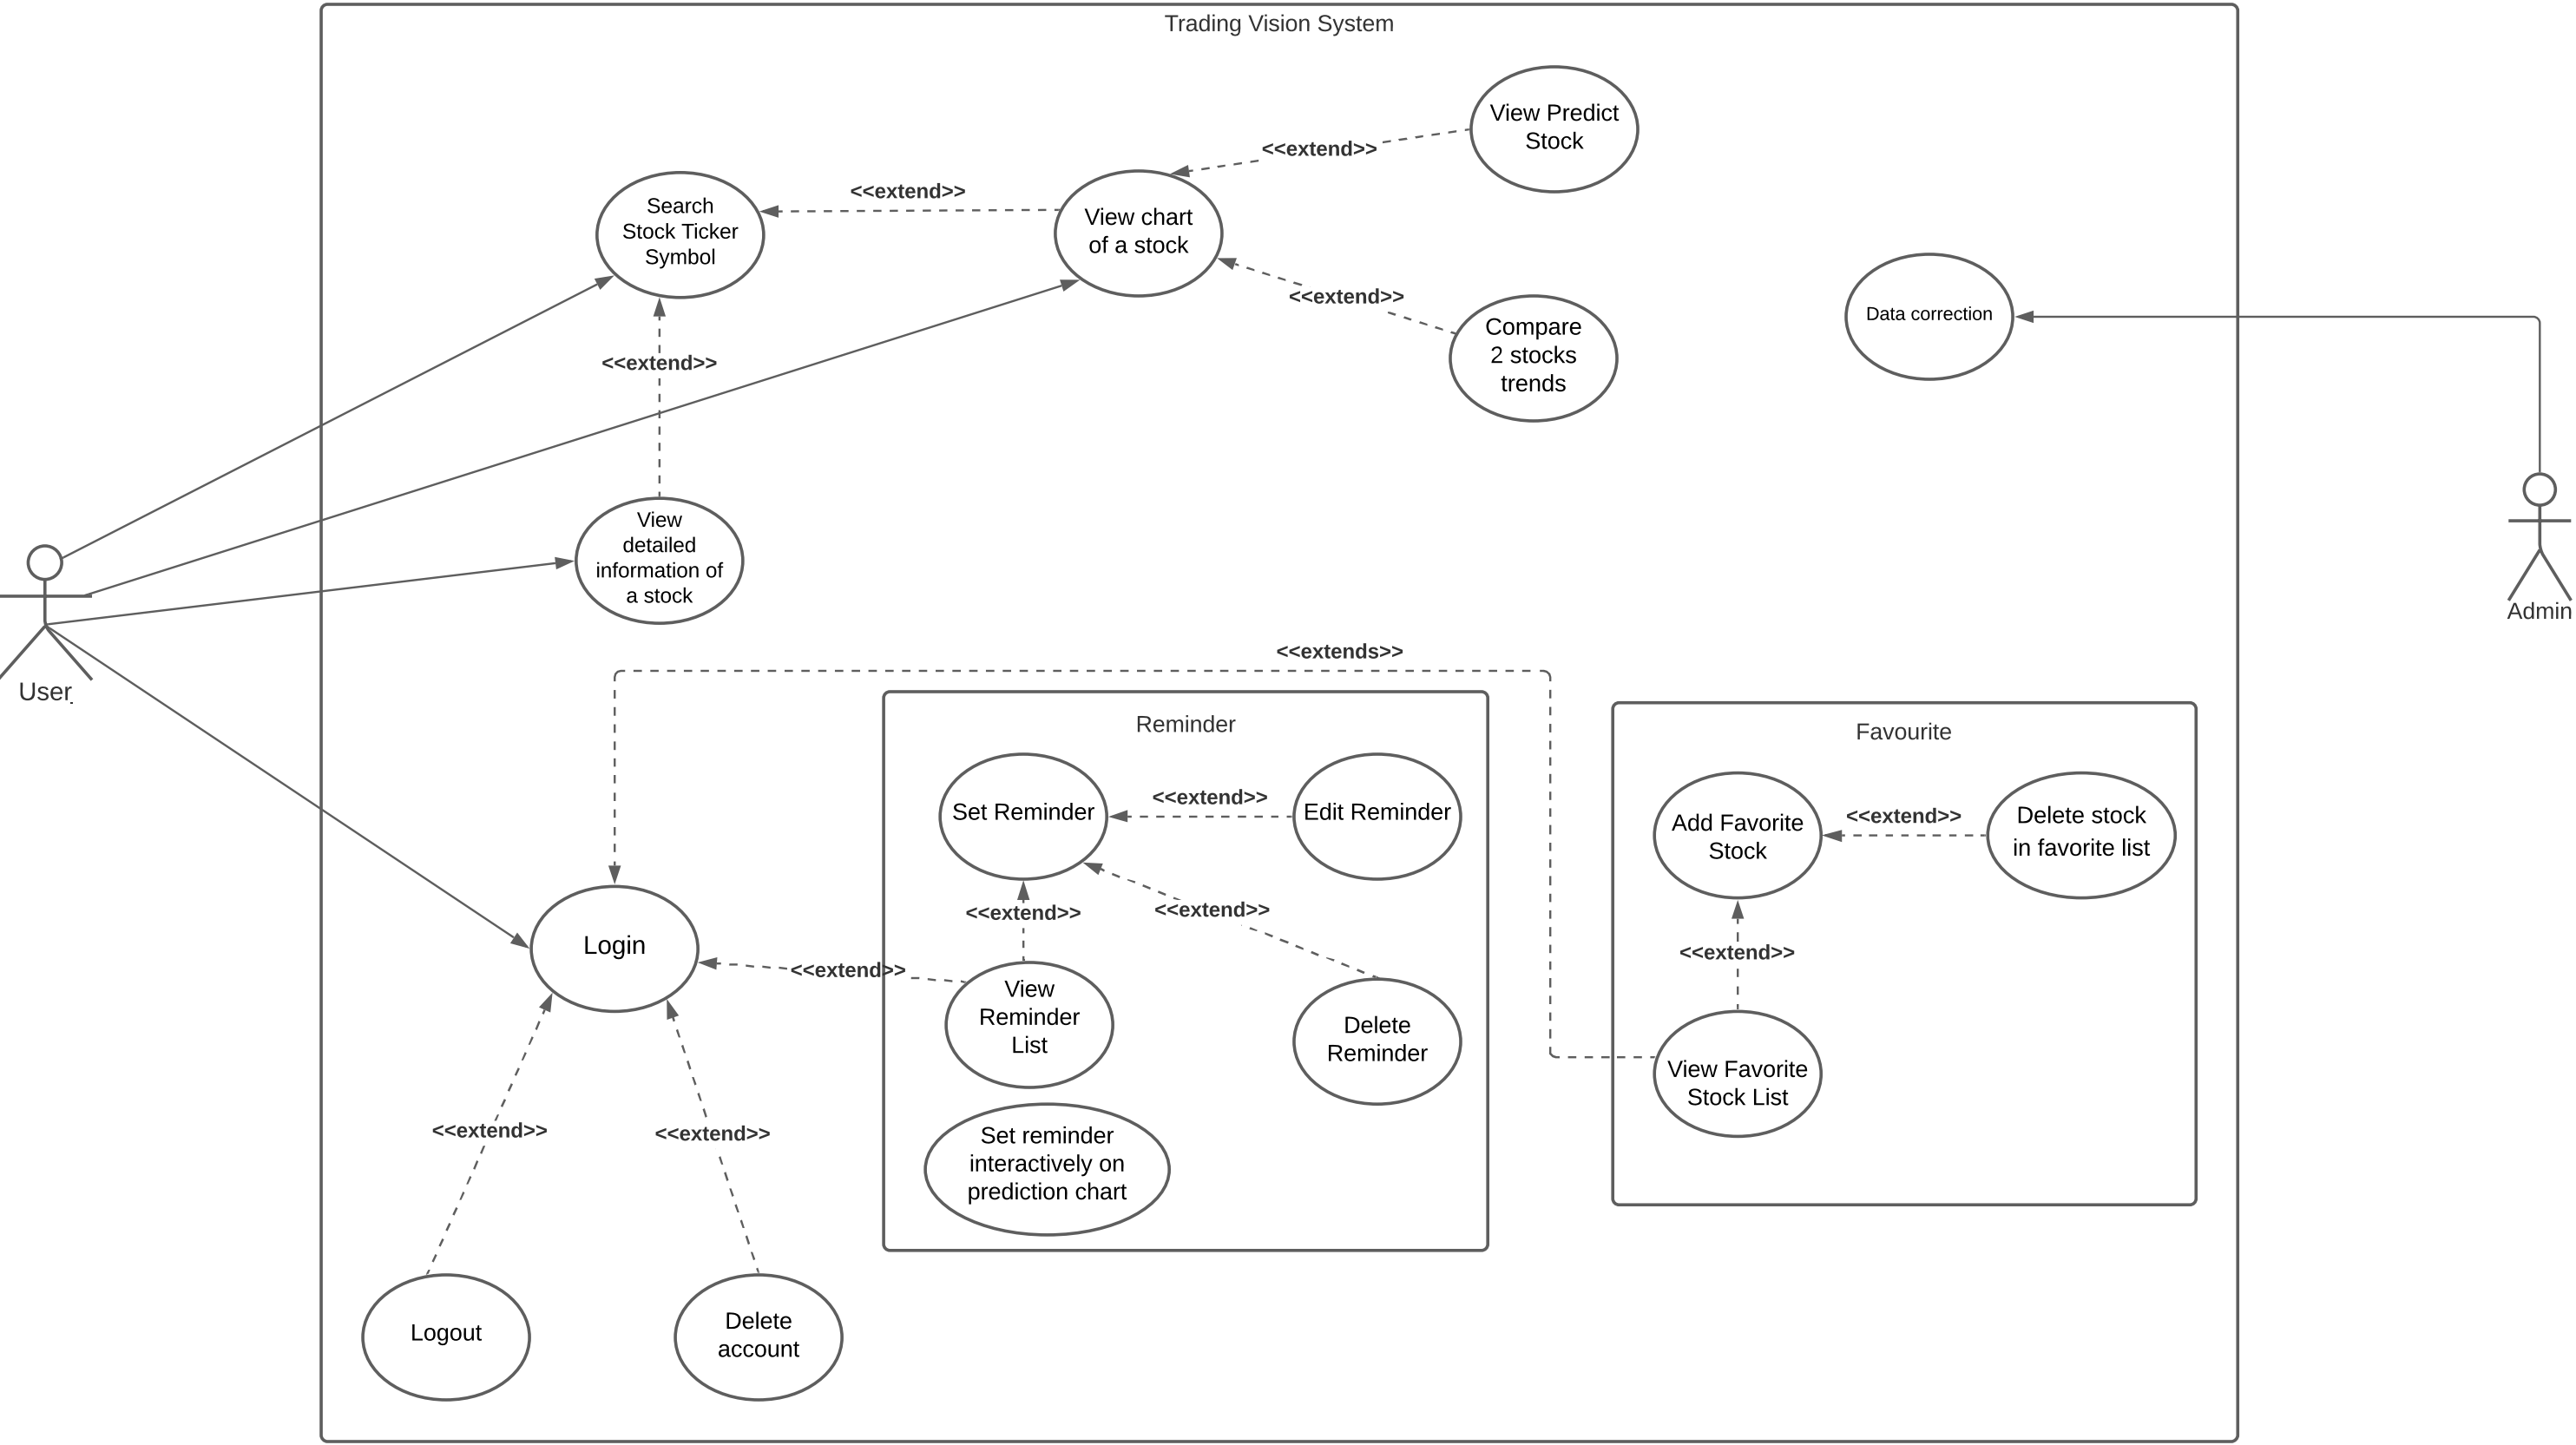 Trading Vision System
View Predict
Stock
<<extend>>
<<extend>>
Search
Stock Ticker
Symbol
View chart
of a stock
<<extend>>
Compare
2 stocks
trends
Data correction
<<extend>>
View
detailed
information of
a stock
Admin
User.
<<extends>>
Reminder
Favourite
Set Reminder
<<extend>>
Edit Reminder
Add Favorite
Stock
<<extend>>
Delete stock
in favorite list
<<extend>>
<<extend>>
Login
<<extend>>
<<extend>>
View
Reminder
List
Delete
Reminder
View Favorite
Stock List
<<extend>>
<<extend>>
Set reminder
interactively on
prediction chart
Logout
Delete
account